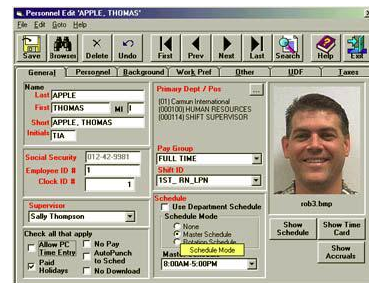 Personnel Edit 'APPLE, THOMAS'
File Edit Goto Help
Save Browser Delete Undo First Prev Next Last Search Help Exit
General Personnel Background Work Pref Other UDF Taxes
Name
Last APPLE
First THOMAS MI
Short APPLE, THOMAS
Initials TIA
Primary Dept / Pos ...
(01) Camun International
(000100) HUMAN RESOURCES
(000114) SHIFT SUPERVISOR
Social Security 012-42-9981
Employee ID # 1
Clock ID # 1
Pay Group
FULL TIME
Shift ID
1ST_RN_LPN
rob3.bmp
Supervisor
Sally Thompson
Schedule
Use Department Schedule
Schedule Mode
None
Master Schedule
Rotation Schedule
Schedule Mode
8:00AM-5:00PM
Show Schedule
Show Time Card
Show Accruals
Check all that apply
Allow PC Time Entry
Paid Holidays
No Pay
AutoPunch to Sched
No Download